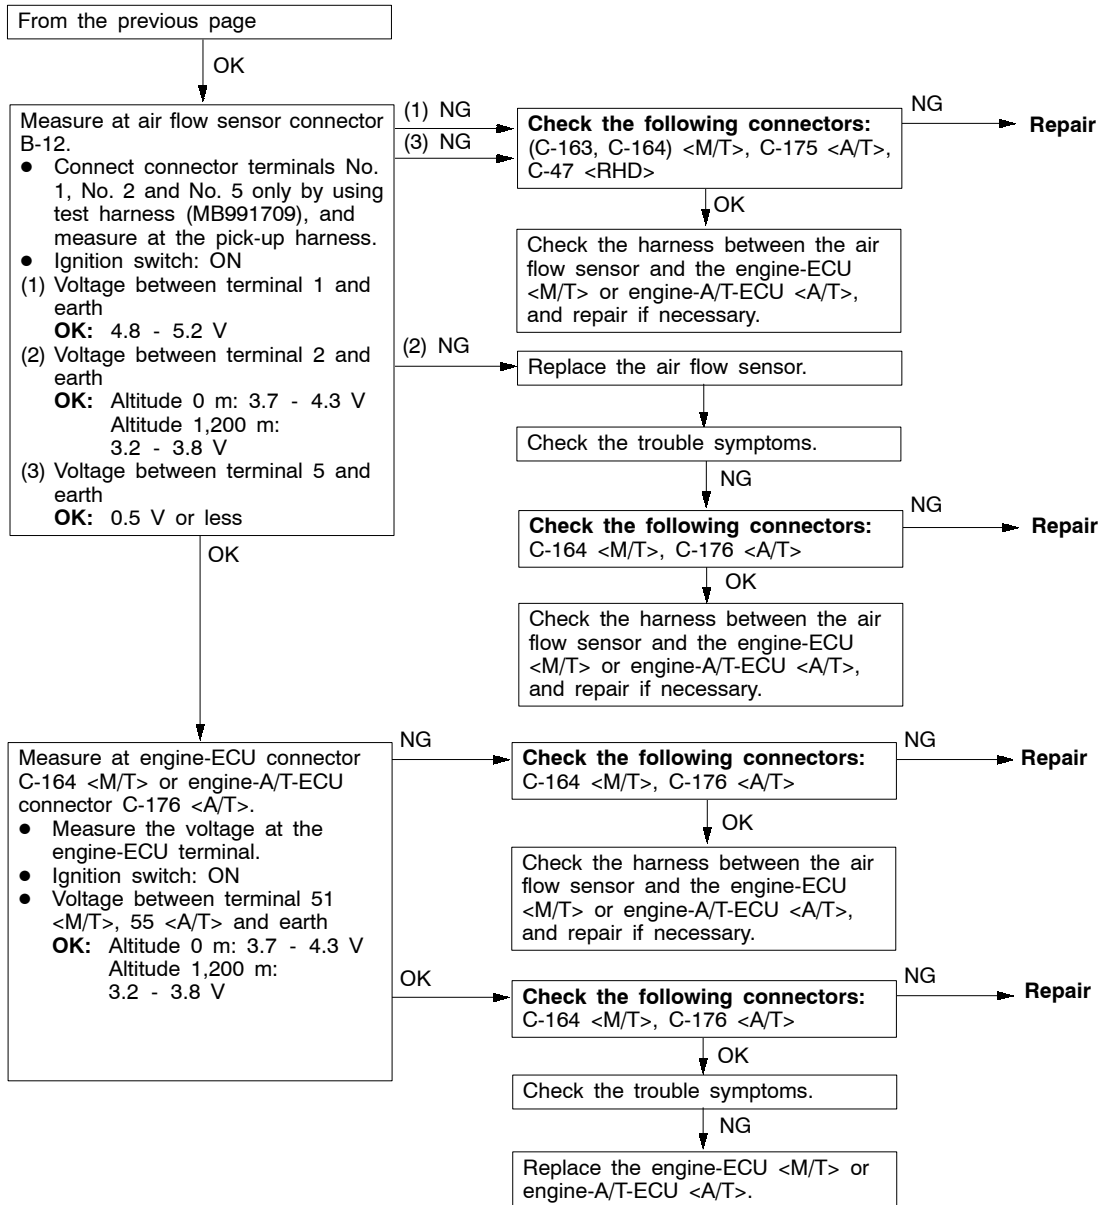 From the previous page
OK
Measure at air flow sensor connector
B-12.
● Connect connector terminals No.
1, No. 2 and No. 5 only by using
test harness (MB991709), and
measure at the pick-up harness.
● Ignition switch: ON
(1) Voltage between terminal 1 and
earth
OK: 4.8 - 5.2 V
(2) Voltage between terminal 2 and
earth
OK: Altitude 0 m: 3.7 - 4.3 V
Altitude 1,200 m:
3.2 - 3.8 V
(3) Voltage between terminal 5 and
earth
OK: 0.5 V or less
(1) NG
(3) NG
Check the following connectors:
(C-163, C-164) <M/T>, C-175 <A/T>,
C-47 <RHD>
NG
Repair
OK
Check the harness between the air
flow sensor and the engine-ECU
<M/T> or engine-A/T-ECU <A/T>,
and repair if necessary.
(2) NG
Replace the air flow sensor.
Check the trouble symptoms.
NG
Check the following connectors:
C-164 <M/T>, C-176 <A/T>
NG
Repair
OK
Check the harness between the air
flow sensor and the engine-ECU
<M/T> or engine-A/T-ECU <A/T>,
and repair if necessary.
OK
Measure at engine-ECU connector
C-164 <M/T> or engine-A/T-ECU
connector C-176 <A/T>.
● Measure the voltage at the
engine-ECU terminal.
● Ignition switch: ON
● Voltage between terminal 51
<M/T>, 55 <A/T> and earth
OK: Altitude 0 m: 3.7 - 4.3 V
Altitude 1,200 m:
3.2 - 3.8 V
NG
Check the following connectors:
C-164 <M/T>, C-176 <A/T>
NG
Repair
OK
Check the harness between the air
flow sensor and the engine-ECU
<M/T> or engine-A/T-ECU <A/T>,
and repair if necessary.
OK
Check the following connectors:
C-164 <M/T>, C-176 <A/T>
NG
Repair
OK
Check the trouble symptoms.
NG
Replace the engine-ECU <M/T> or
engine-A/T-ECU <A/T>.